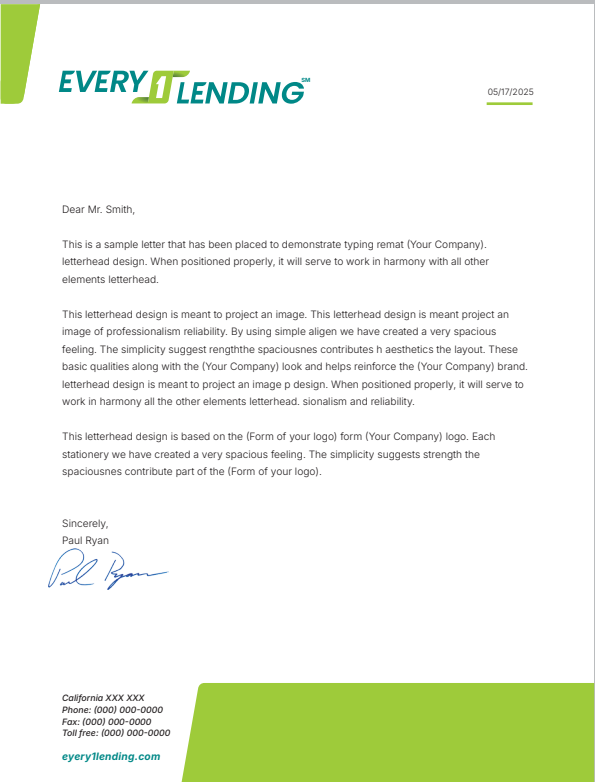 EVERY 1 LENDING SM
05/17/2025
Dear Mr. Smith,
This is a sample letter that has been placed to demonstrate typing remat (Your Company).
letterhead design. When positioned properly, it will serve to work in harmony with all other
elements letterhead.
This letterhead design is meant to project an image. This letterhead design is meant project an
image of professionalism reliability. By using simple aligen we have created a very spacious
feeling. The simplicity suggest rengththe spaciousnes contributes h aesthetics the layout. These
basic qualities along with the (Your Company) look and helps reinforce the (Your Company) brand.
letterhead design is meant to project an image p design. When positioned properly, it will serve to
work in harmony all the other elements letterhead. sionalism and reliability.
This letterhead design is based on the (Form of your logo) form (Your Company) logo. Each
stationery we have created a very spacious feeling. The simplicity suggests strength the
spaciousnes contribute part of the (Form of your logo).
Sincerely,
Paul Ryan
Paul Ryan
California XXX XXX
Phone: (000) 000-0000
Fax: (000) 000-0000
Toll free: (000) 000-0000
eyery1lending.com